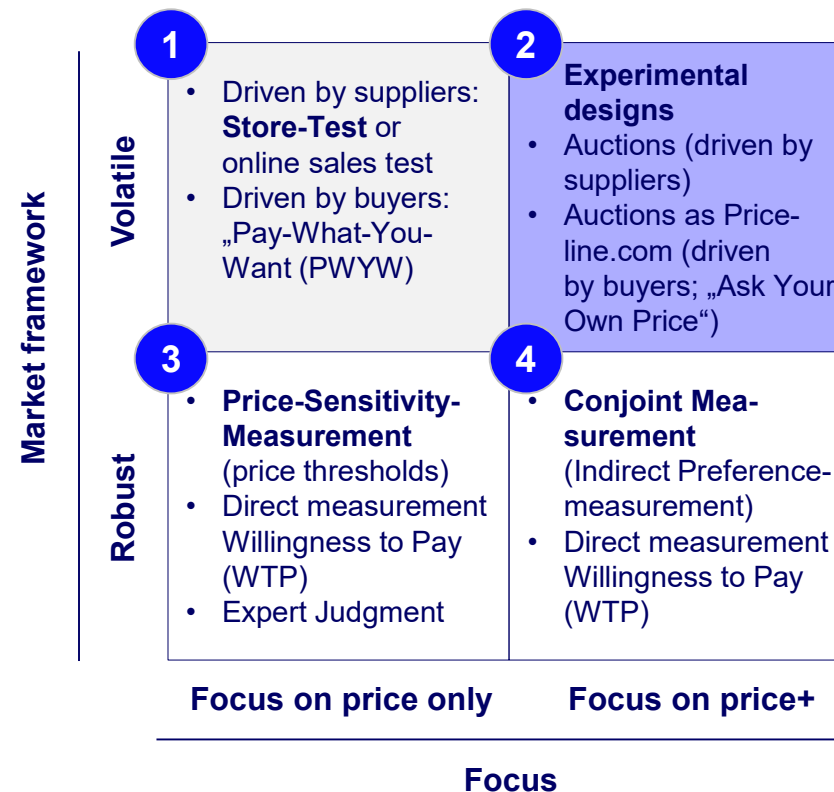 Market framework
Volatile
1
• Driven by suppliers:
Store-Test or
online sales test
• Driven by buyers:
„Pay-What-You-
Want (PWYW)
2
Experimental
designs
• Auctions (driven by
suppliers)
• Auctions as Price-
line.com (driven
by buyers; „Ask Your
Own Price“)
Robust
3
• Price-Sensitivity-
Measurement
(price thresholds)
• Direct measurement
Willingness to Pay
(WTP)
• Expert Judgment
4
• Conjoint Mea-
surement
(Indirect Preference-
measurement)
• Direct measurement
Willingness to Pay
(WTP)
Focus on price only
Focus on price+
Focus